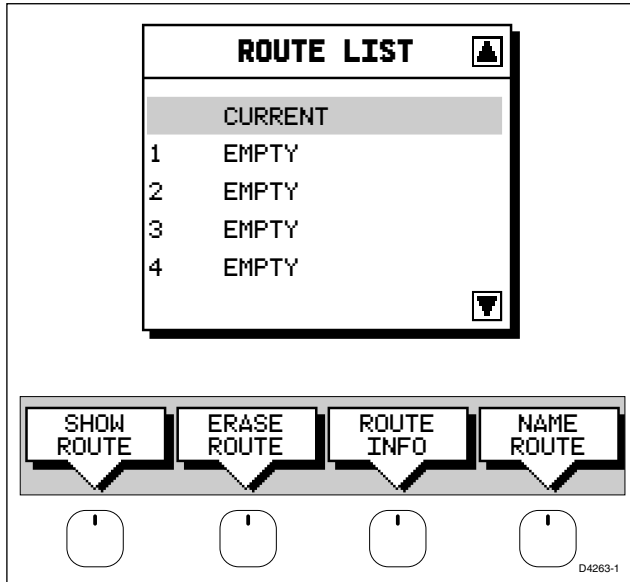 ROUTE LIST
CURRENT
1 EMPTY
2 EMPTY
3 EMPTY
4 EMPTY
SHOW
ROUTE
ERASE
ROUTE
ROUTE
INFO
NAME
ROUTE
D4263-1